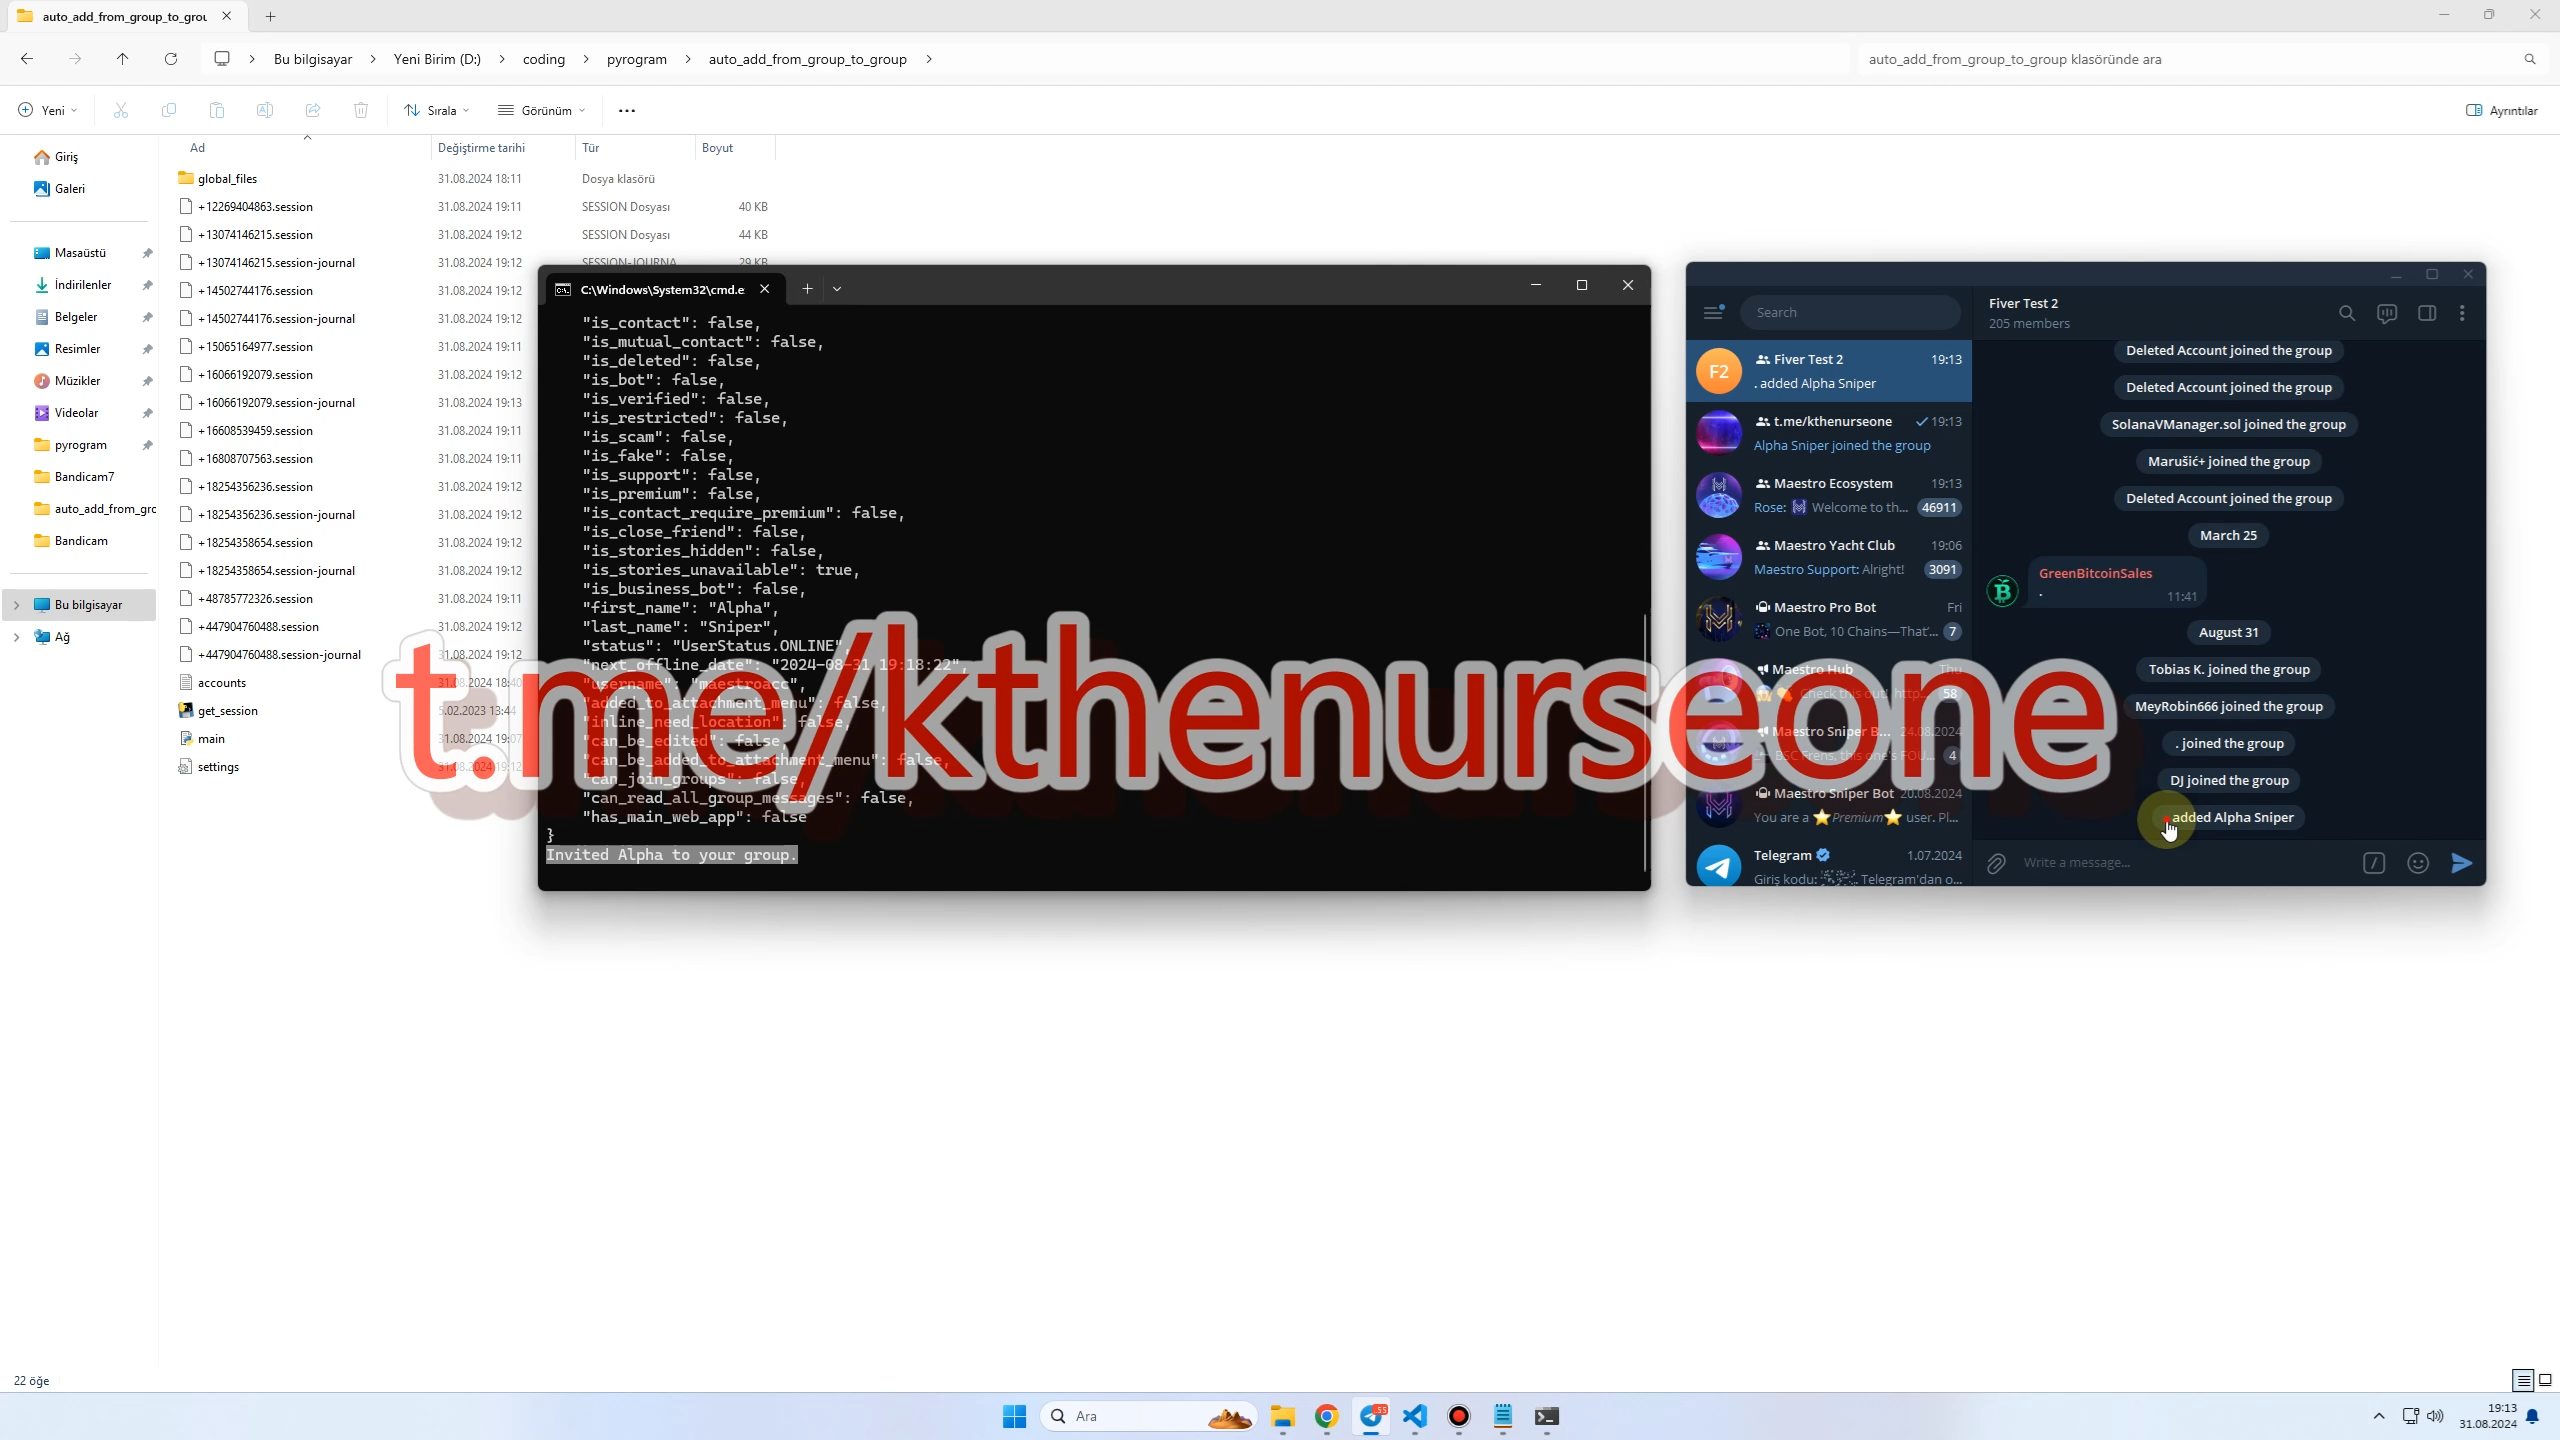 auto_add_from_group_to_grou
Bu bilgisayar > Yeni Birim (D:) > coding > pyrogram > auto_add_from_group_to_group >
auto_add_from_group_to_group klasöründe ara
Yeni
Sırala
Görünüm
Ayrıntılar
Giriş
Galeri
Masaüstü
İndirilenler
Belgeler
Resimler
Müzikler
Videolar
pyrogram
Bandicam7
auto_add_from_grc
Bandicam
Bu bilgisayar
Ağ
Ad Değiştirme tarihi Tür Boyut
global_files 31.08.2024 18:11 Dosya klasörü
+12269404863.session 31.08.2024 19:11 SESSION Dosyası 40 KB
+13074146215.session 31.08.2024 19:12 SESSION Dosyası 44 KB
+13074146215.session-journal 31.08.2024 19:12 SESSION-JOURNA 29 KB
+14502744176.session 31.08.2024 19:12
+14502744176.session-journal 31.08.2024 19:12
+15065164977.session 31.08.2024 19:11
+16066192079.session 31.08.2024 19:12
+16066192079.session-journal 31.08.2024 19:13
+16608539459.session 31.08.2024 19:11
+16808707563.session 31.08.2024 19:11
+18254356236.session 31.08.2024 19:12
+18254356236.session-journal 31.08.2024 19:12
+18254358654.session 31.08.2024 19:12
+18254358654.session-journal 31.08.2024 19:12
+48785772326.session 31.08.2024 19:11
+447904760488.session 31.08.2024 19:12
+447904760488.session-journal 31.08.2024 19:12
accounts 31.08.2024 18:40
get_session 5.02.2023 13:44
main 31.08.2024 19:07
settings 31.08.2024 19:12
C:\Windows\System32\cmd.e
"is_contact": false,
"is_mutual_contact": false,
"is_deleted": false,
"is_bot": false,
"is_verified": false,
"is_restricted": false,
"is_scam": false,
"is_fake": false,
"is_support": false,
"is_premium": false,
"is_contact_require_premium": false,
"is_close_friend": false,
"is_stories_hidden": false,
"is_stories_unavailable": true,
"is_business_bot": false,
"first_name": "Alpha",
"last_name": "Sniper",
"status": "UserStatus.ONLINE",
"next_offline_date": "2024-08-31 19:18:22",
"username": "maestroacc",
"added_to_attachment_menu": false,
"inline_need_location": false,
"can_be_edited": false,
"can_be_added_to_attachment_menu": false,
"can_join_groups": false,
"can_read_all_group_messages": false,
"has_main_web_app": false
}
Invited Alpha to your group.
t.me/kthenurseone
Search
F2
Fiver Test 2 19:13
. added Alpha Sniper
t.me/kthenurseone 19:13
Alpha Sniper joined the group
Maestro Ecosystem 19:13
Rose: Welcome to th... 46911
Maestro Yacht Club 19:06
Maestro Support: Alright! 3091
Maestro Pro Bot Fri
One Bot, 10 Chains—That'... 7
Maestro Hub Thu
Check this out! http... 58
Maestro Sniper B... 24.08.2024
BSC Frens, this one's FOU... 4
Maestro Sniper Bot 20.08.2024
You are a ⭐Premium⭐ user. Pl...
Telegram 1.07.2024
Giriş kodu: Telegram'dan o...
Fiver Test 2
205 members
Deleted Account joined the group
Deleted Account joined the group
SolanaVManager.sol joined the group
Marušić+ joined the group
Deleted Account joined the group
March 25
GreenBitcoinSales
. 11:41
August 31
Tobias K. joined the group
MeyRobin666 joined the group
. joined the group
DJ joined the group
added Alpha Sniper
Write a message...
22 öğe
Ara
55
19:13
31.08.2024